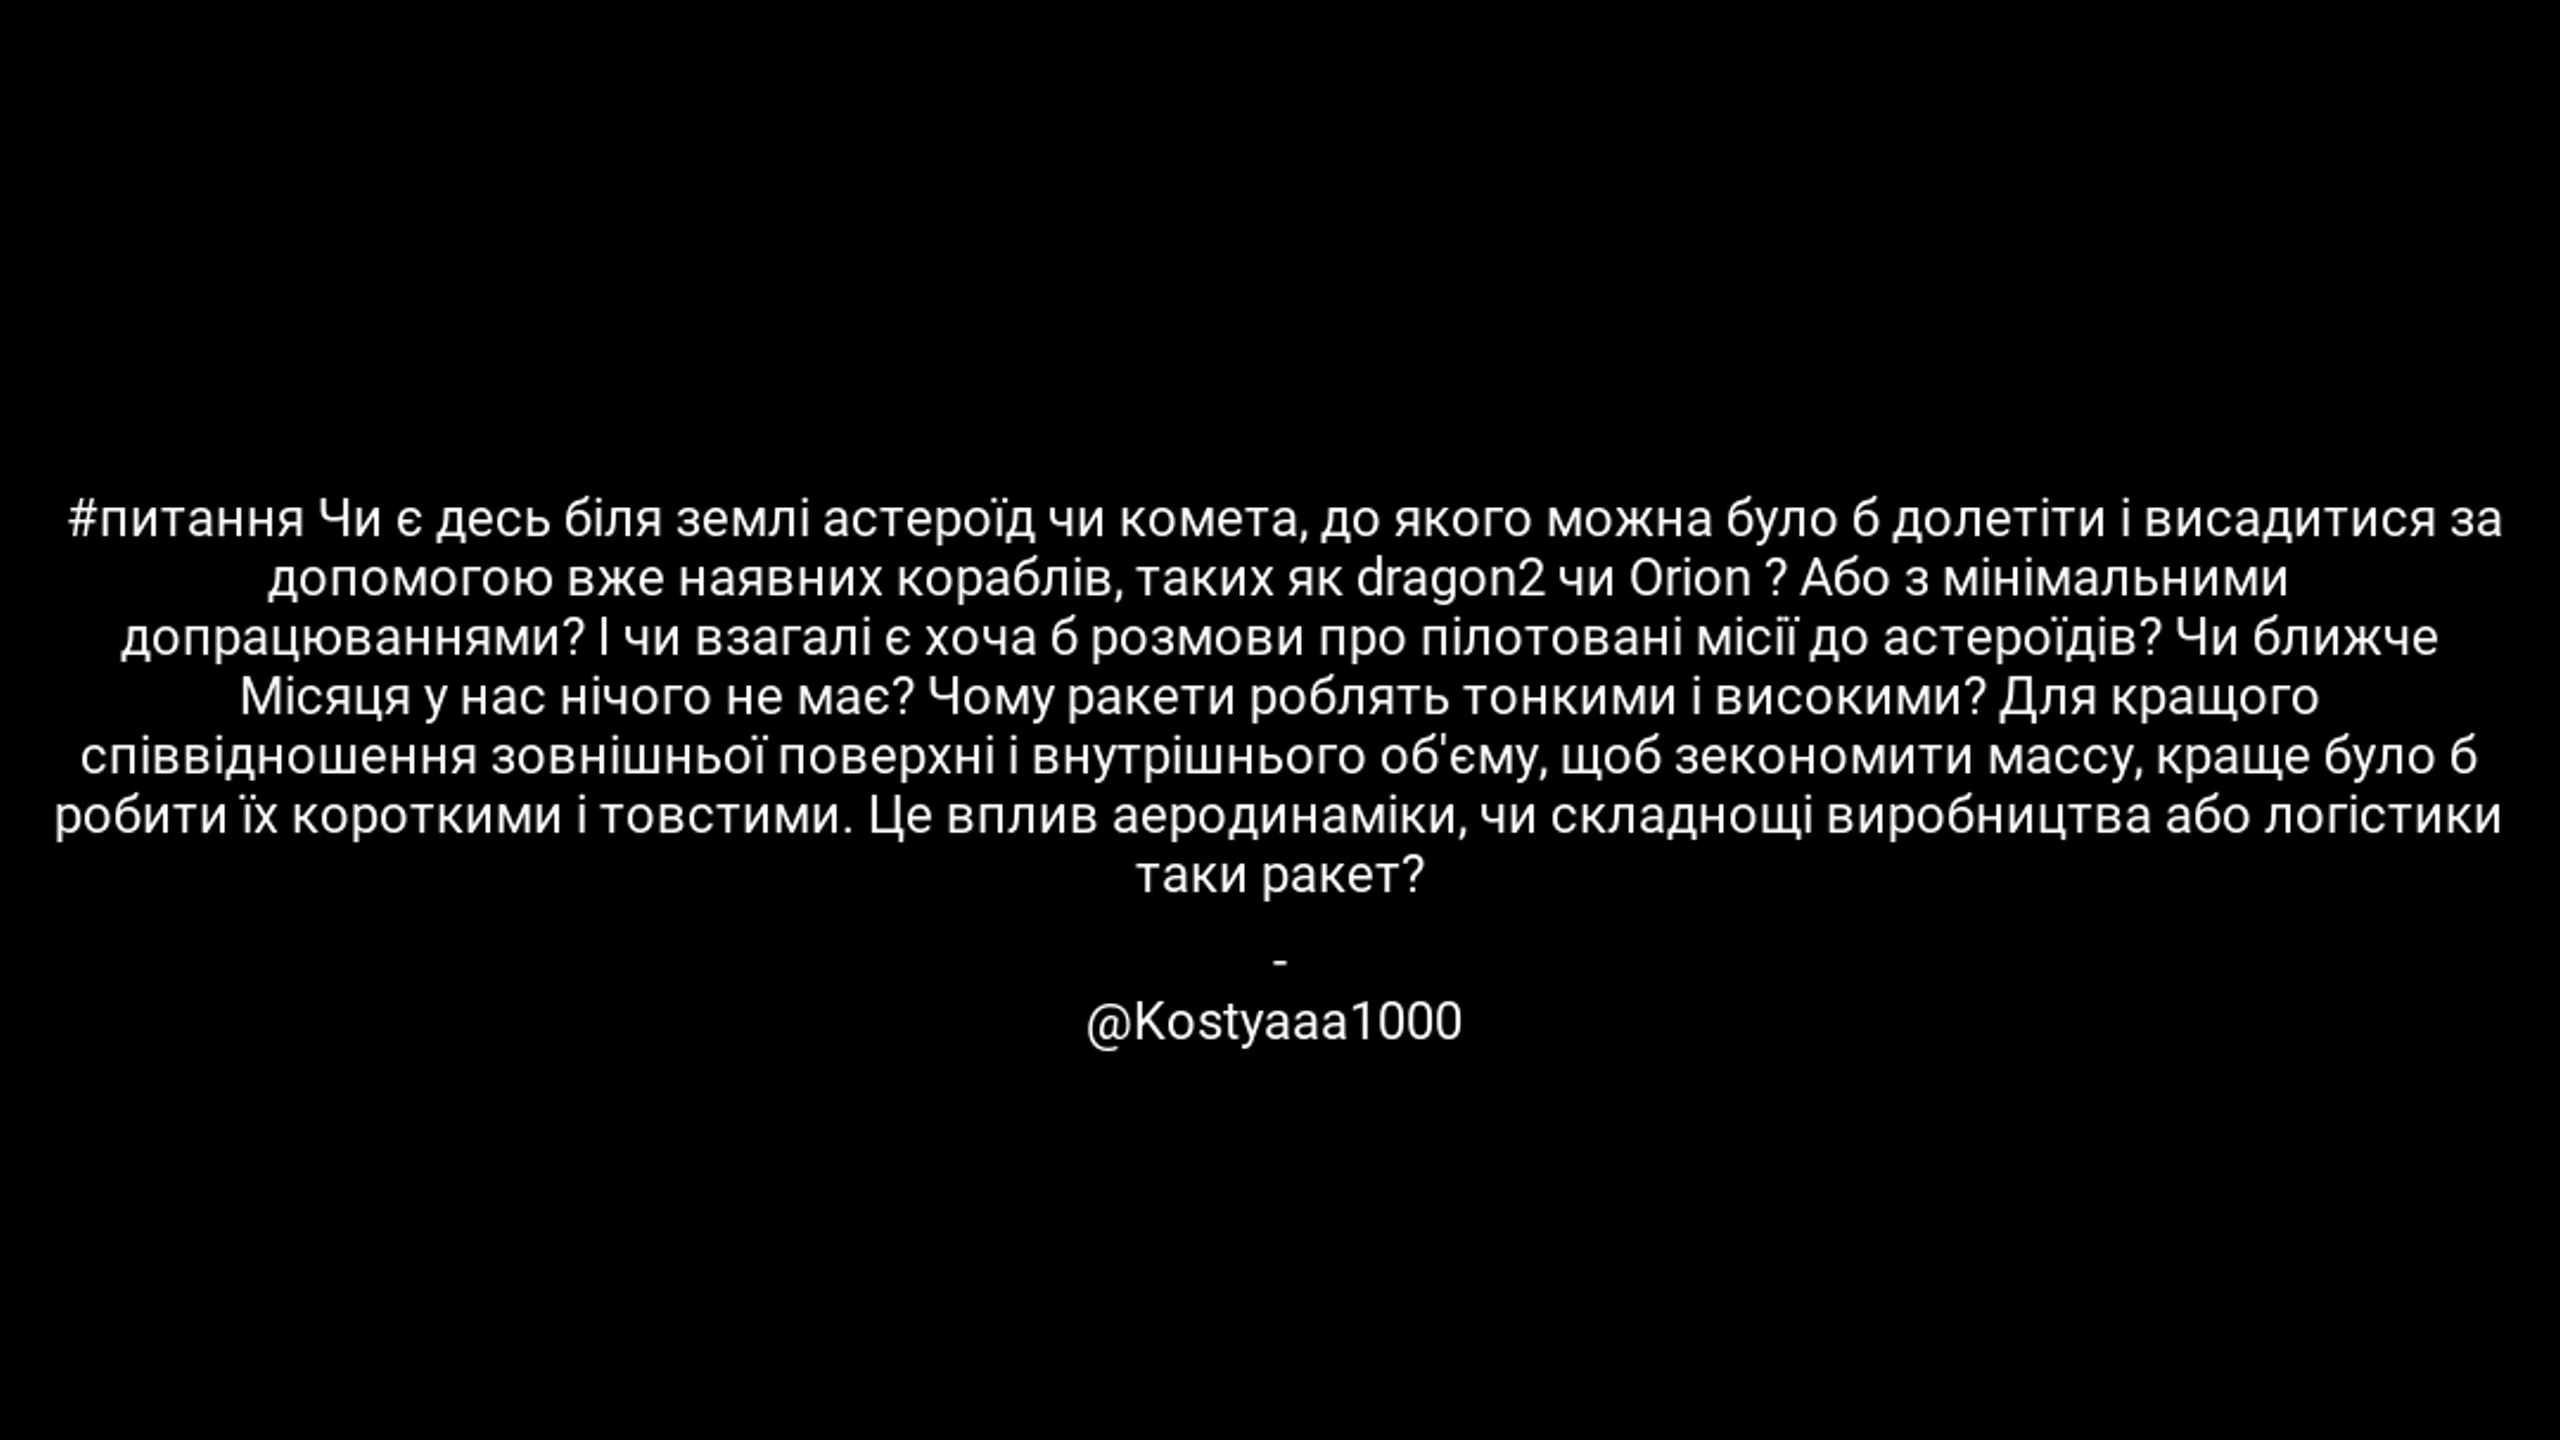 #питання Чи є десь біля землі астероїд чи комета, до якого можна було б долетіти і висадитися за
допомогою вже наявних кораблів, таких як dragon2 чи Orion ? Або з мінімальними
допрацюваннями? І чи взагалі є хоча б розмови про пілотовані місії до астероїдів? Чи ближче
Місяця у нас нічого не має? Чому ракети роблять тонкими і високими? Для кращого
співвідношення зовнішньої поверхні і внутрішнього об'єму, щоб зекономити массу, краще було б
робити їх короткими і товстими. Це вплив аеродинаміки, чи складнощі виробництва або логістики
таки ракет?
-
@Kostyaaa1000